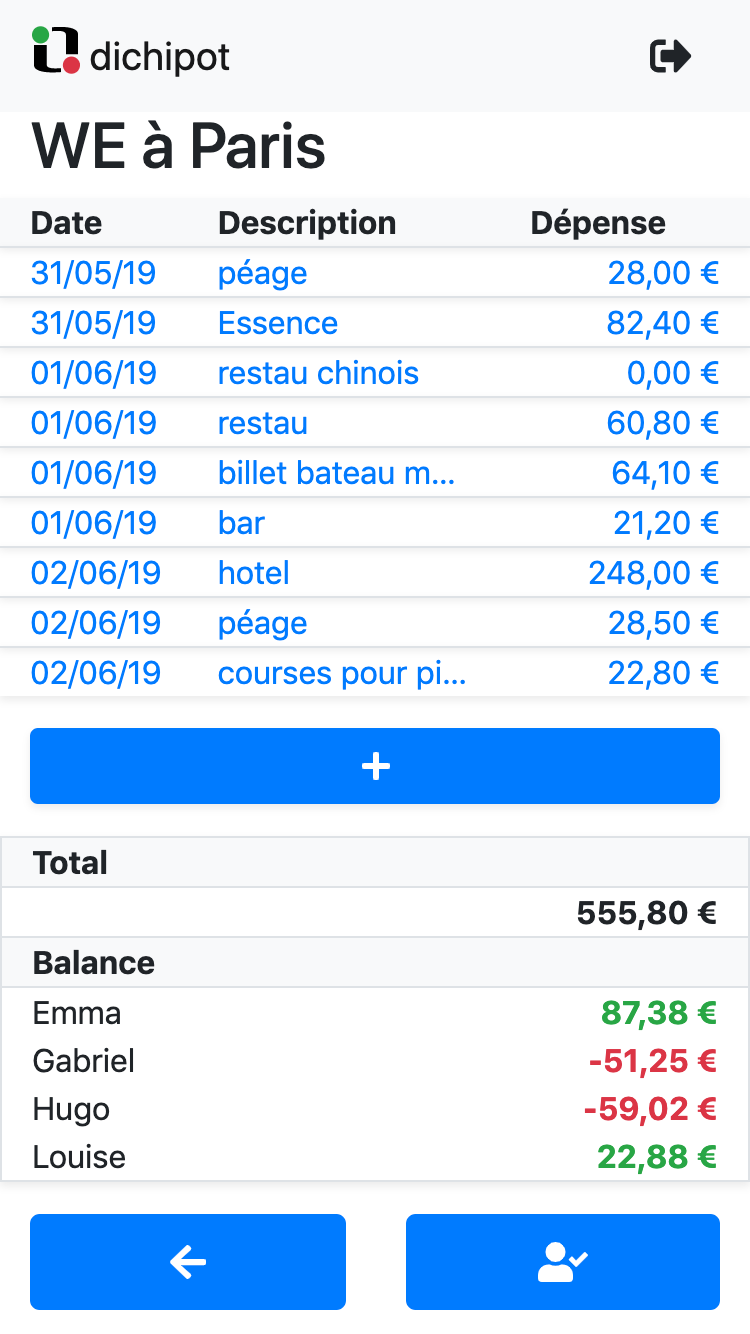 dichipot
WE à Paris
Date Description Dépense
31/05/19 péage 28,00 €
31/05/19 Essence 82,40 €
01/06/19 restau chinois 0,00 €
01/06/19 restau 60,80 €
01/06/19 billet bateau m... 64,10 €
01/06/19 bar 21,20 €
02/06/19 hotel 248,00 €
02/06/19 péage 28,50 €
02/06/19 courses pour pi... 22,80 €
Total
555,80 €
Balance
Emma 87,38 €
Gabriel -51,25 €
Hugo -59,02 €
Louise 22,88 €